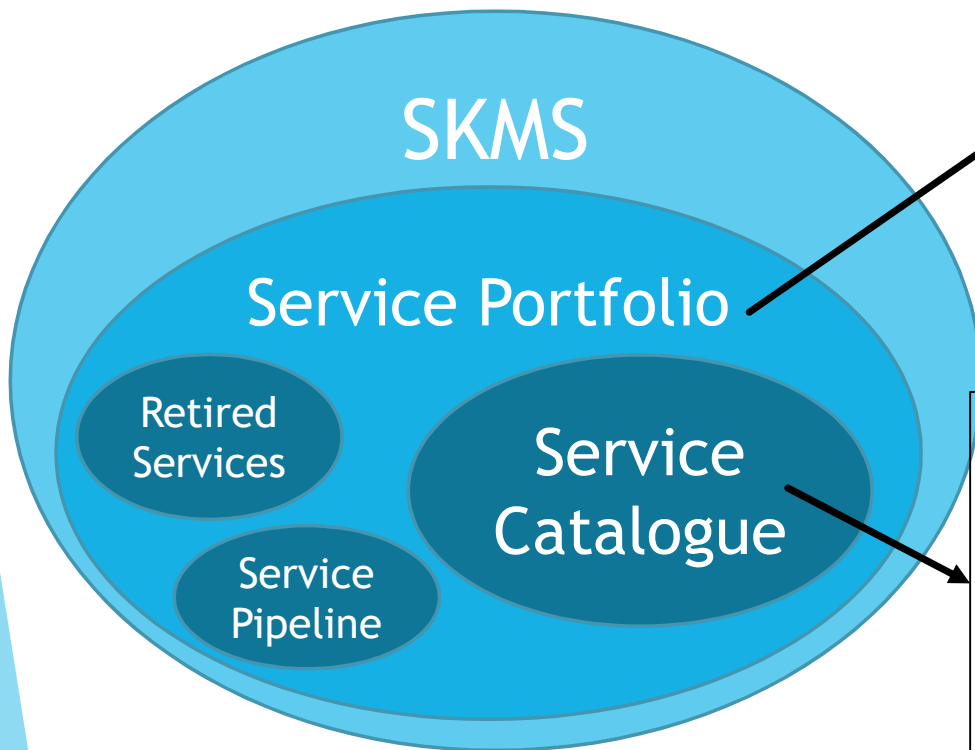 SKMS
Service Portfolio
Retired
Services
Service
Catalogue
Service
Pipeline